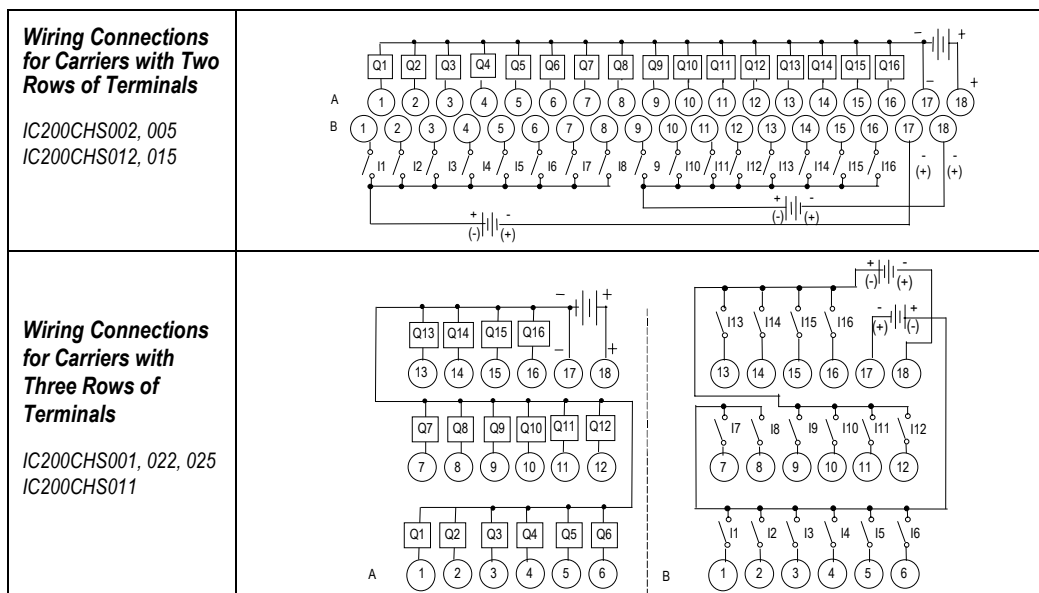 Wiring Connections
for Carriers with Two
Rows of Terminals
IC200CHS002, 005
IC200CHS012, 015
− +
Q1 Q2 Q3 Q4 Q5 Q6 Q7 Q8 Q9 Q10 Q11 Q12 Q13 Q14 Q15 Q16 − +
A 1 2 3 4 5 6 7 8 9 10 11 12 13 14 15 16 17 18
B 1 2 3 4 5 6 7 8 9 10 11 12 13 14 15 16 17 18
I1 I2 I3 I4 I5 I6 I7 I8 9 I10 I11 I12 I13 I14 I15 I16 - (+) - (+)
+ -
(-) (+)
+ -
(-) (+)
Wiring Connections
for Carriers with
Three Rows of
Terminals
IC200CHS001, 022, 025
IC200CHS011
− +
Q13 Q14 Q15 Q16 − +
13 14 15 16 17 18
Q7 Q8 Q9 Q10 Q11 Q12
7 8 9 10 11 12
Q1 Q2 Q3 Q4 Q5 Q6
A 1 2 3 4 5 6
+ -
(-) (+)
- +
I13 I14 I15 I16 (+) (-)
13 14 15 16 17 18
I7 I8 I9 I10 I11 I12
7 8 9 10 11 12
I1 I2 I3 I4 I5 I6
B 1 2 3 4 5 6